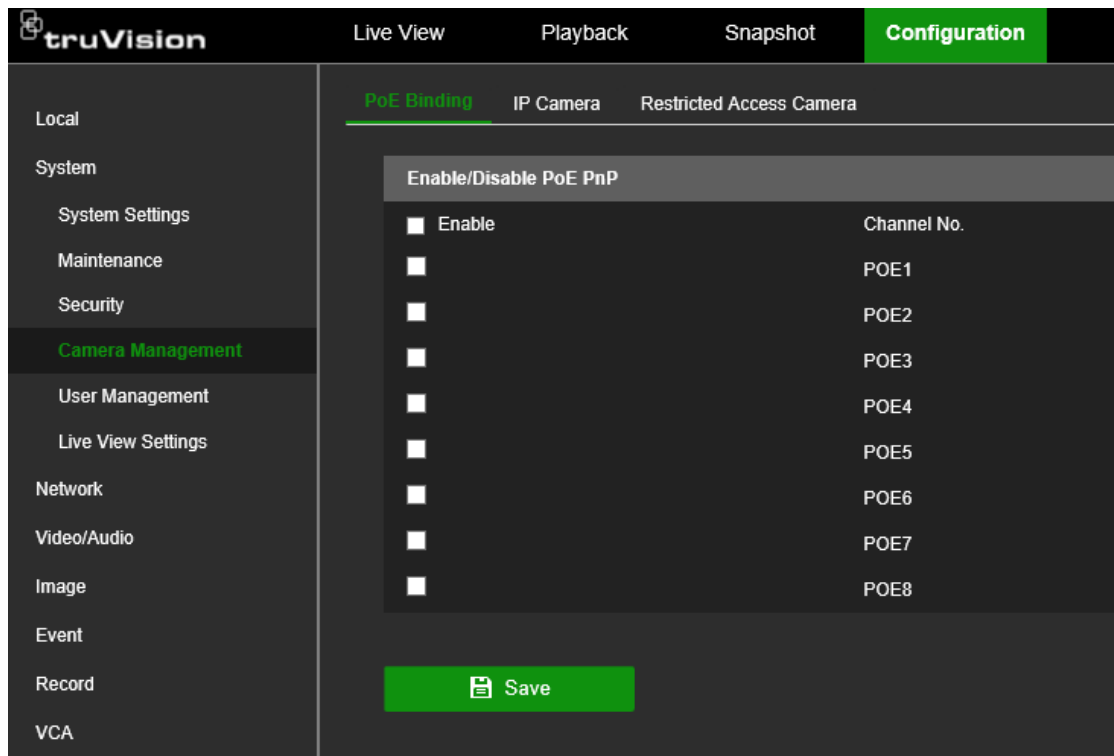 truVision Live View Playback Snapshot Configuration
PoE Binding IP Camera Restricted Access Camera
Local
System
System Settings
Maintenance
Security
Camera Management
User Management
Live View Settings
Network
Video/Audio
Image
Event
Record
VCA
Enable/Disable PoE PnP
Enable Channel No.
POE1
POE2
POE3
POE4
POE5
POE6
POE7
POE8
Save